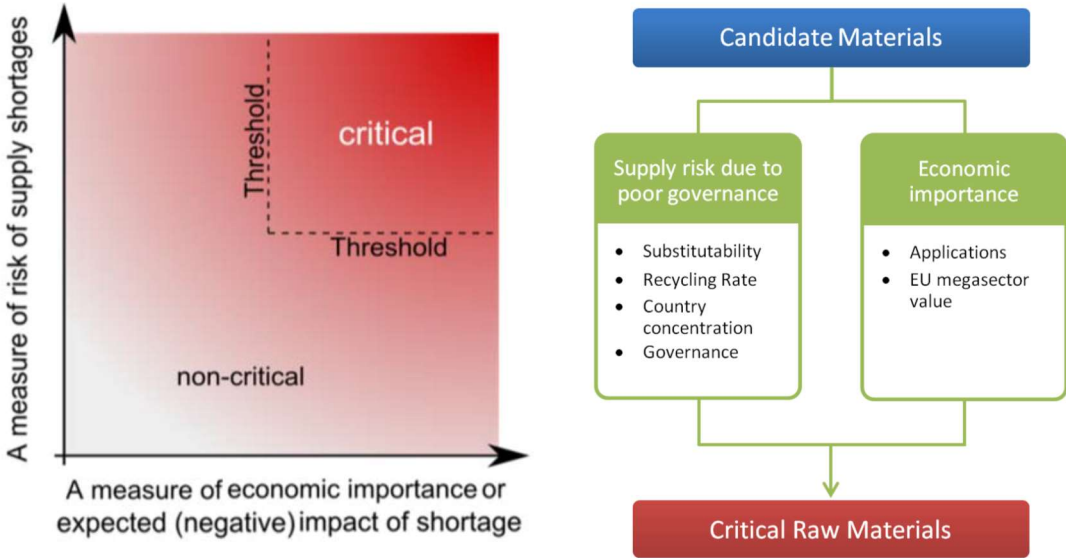 A measure of risk of supply shortages
Threshold
critical
Threshold
non-critical
A measure of economic importance or
expected (negative) impact of shortage
Candidate Materials
Supply risk due to
poor governance
• Substitutability
• Recycling Rate
• Country
concentration
• Governance
Economic
importance
• Applications
• EU megasector
value
Critical Raw Materials